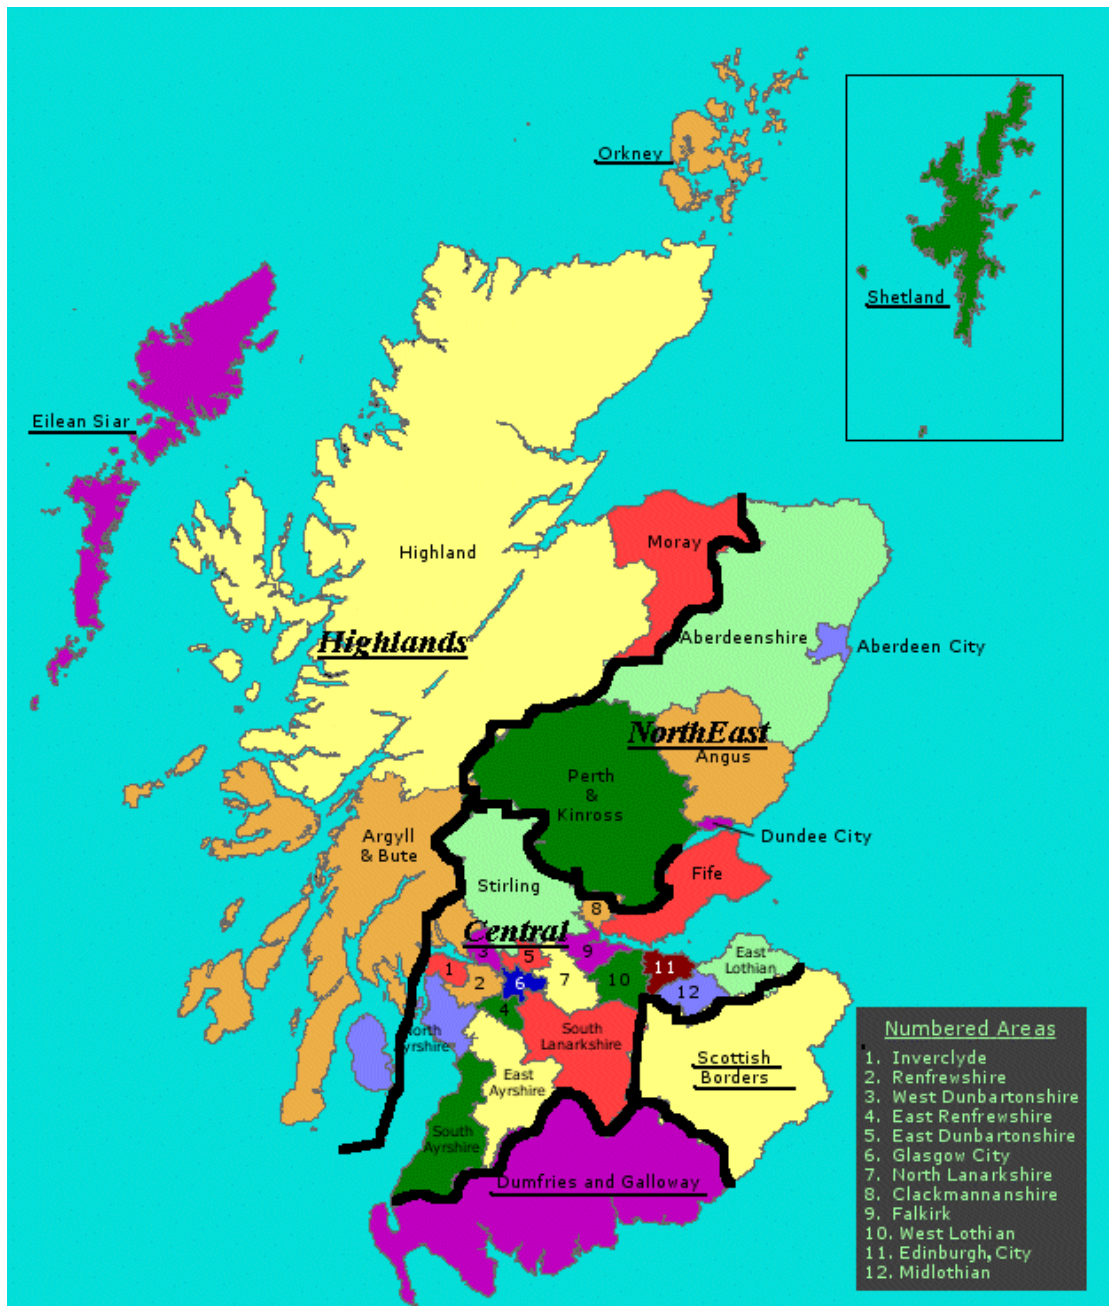 Orkney
Shetland
Eilean Siar
Highland
Moray
Highlands
Aberdeenshire
Aberdeen City
NorthEast
Angus
Perth
&
Kinross
Dundee City
Argyll
& Bute
Fife
Stirling
8
Central
3
5
9
East
Lothian
1
2
6
7
10
11
12
4
North
Ayrshire
South
Lanarkshire
Scottish
Borders
East
Ayrshire
South
Ayrshire
Dumfries and Galloway
Numbered Areas
1. Inverclyde
2. Renfrewshire
3. West Dunbartonshire
4. East Renfrewshire
5. East Dunbartonshire
6. Glasgow City
7. North Lanarkshire
8. Clackmannanshire
9. Falkirk
10. West Lothian
11. Edinburgh, City
12. Midlothian